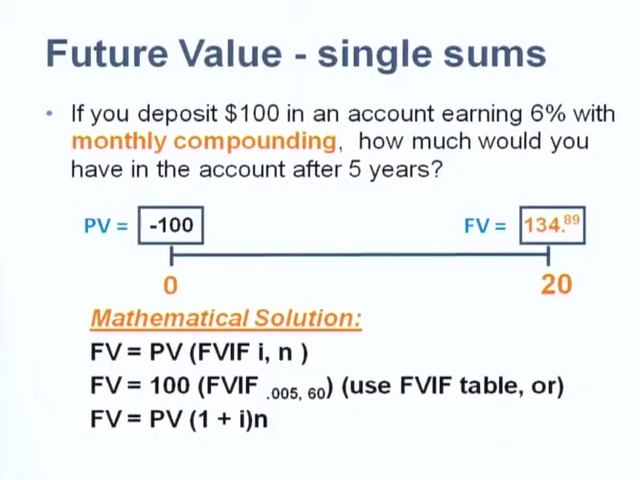 Future Value - single sums
• If you deposit $100 in an account earning 6% with
monthly compounding, how much would you
have in the account after 5 years?
PV = -100 FV = 134.89
0 20
Mathematical Solution:
FV = PV (FVIF i, n )
FV = 100 (FVIF .005, 60) (use FVIF table, or)
FV = PV (1 + i)n